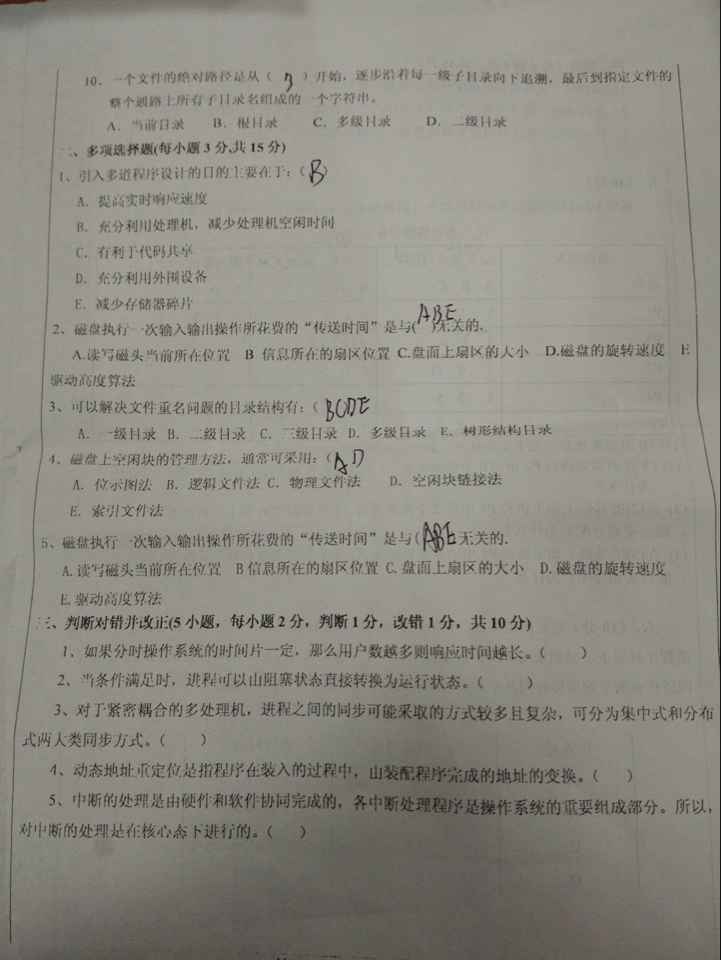 10. 一个文件的绝对路径是从( )开始，逐步沿着每一级子目录向下追溯，最后到指定文件的
整个通路上所有子目录名组成的一个字符串。
A. 当前目录 B. 根目录 C. 多级目录 D. 二级目录
二、多项选择题(每小题3分,共15分)
1、引入多道程序设计的目的主要在于：(B)
A. 提高实时响应速度
B. 充分利用处理机，减少处理机空闲时间
C. 有利于代码共享
D. 充分利用外围设备
E. 减少存储器碎片
2、磁盘执行一次输入输出操作所花费的“传送时间”是与(ABE)无关的.
A.读写磁头当前所在位置 B 信息所在的扇区位置 C.盘面上扇区的大小 D.磁盘的旋转速度 E
驱动高度算法
3、可以解决文件重名问题的目录结构有：( BCDE
A. 一级目录 B. 二级目录 C. 三级目录 D. 多级目录 E. 树形结构目录
4、磁盘上空闲块的管理方法，通常可采用：( AD
A. 位示图法 B. 逻辑文件法 C. 物理文件法 D. 空闲块链接法
E. 索引文件法
5、磁盘执行一次输入输出操作所花费的“传送时间”是与(ABE无关的.
A.读写磁头当前所在位置 B信息所在的扇区位置 C.盘面上扇区的大小 D.磁盘的旋转速度
E.驱动高度算法
三、判断对错并改正(5小题，每小题2分，判断1分，改错1分，共10分)
1、如果分时操作系统的时间片一定，那么用户数越多则响应时间越长。( )
2、当条件满足时，进程可以由阻塞状态直接转换为运行状态。( )
3、对于紧密耦合的多处理机，进程之间的同步可能采取的方式较多且复杂，可分为集中式和分布
式两大类同步方式。( )
4、动态地址重定位是指程序在装入的过程中，由装配程序完成的地址的变换。( )
5、中断的处理是由硬件和软件协同完成的，各中断处理程序是操作系统的重要组成部分。所以，
对中断的处理是在核心态下进行的。( )